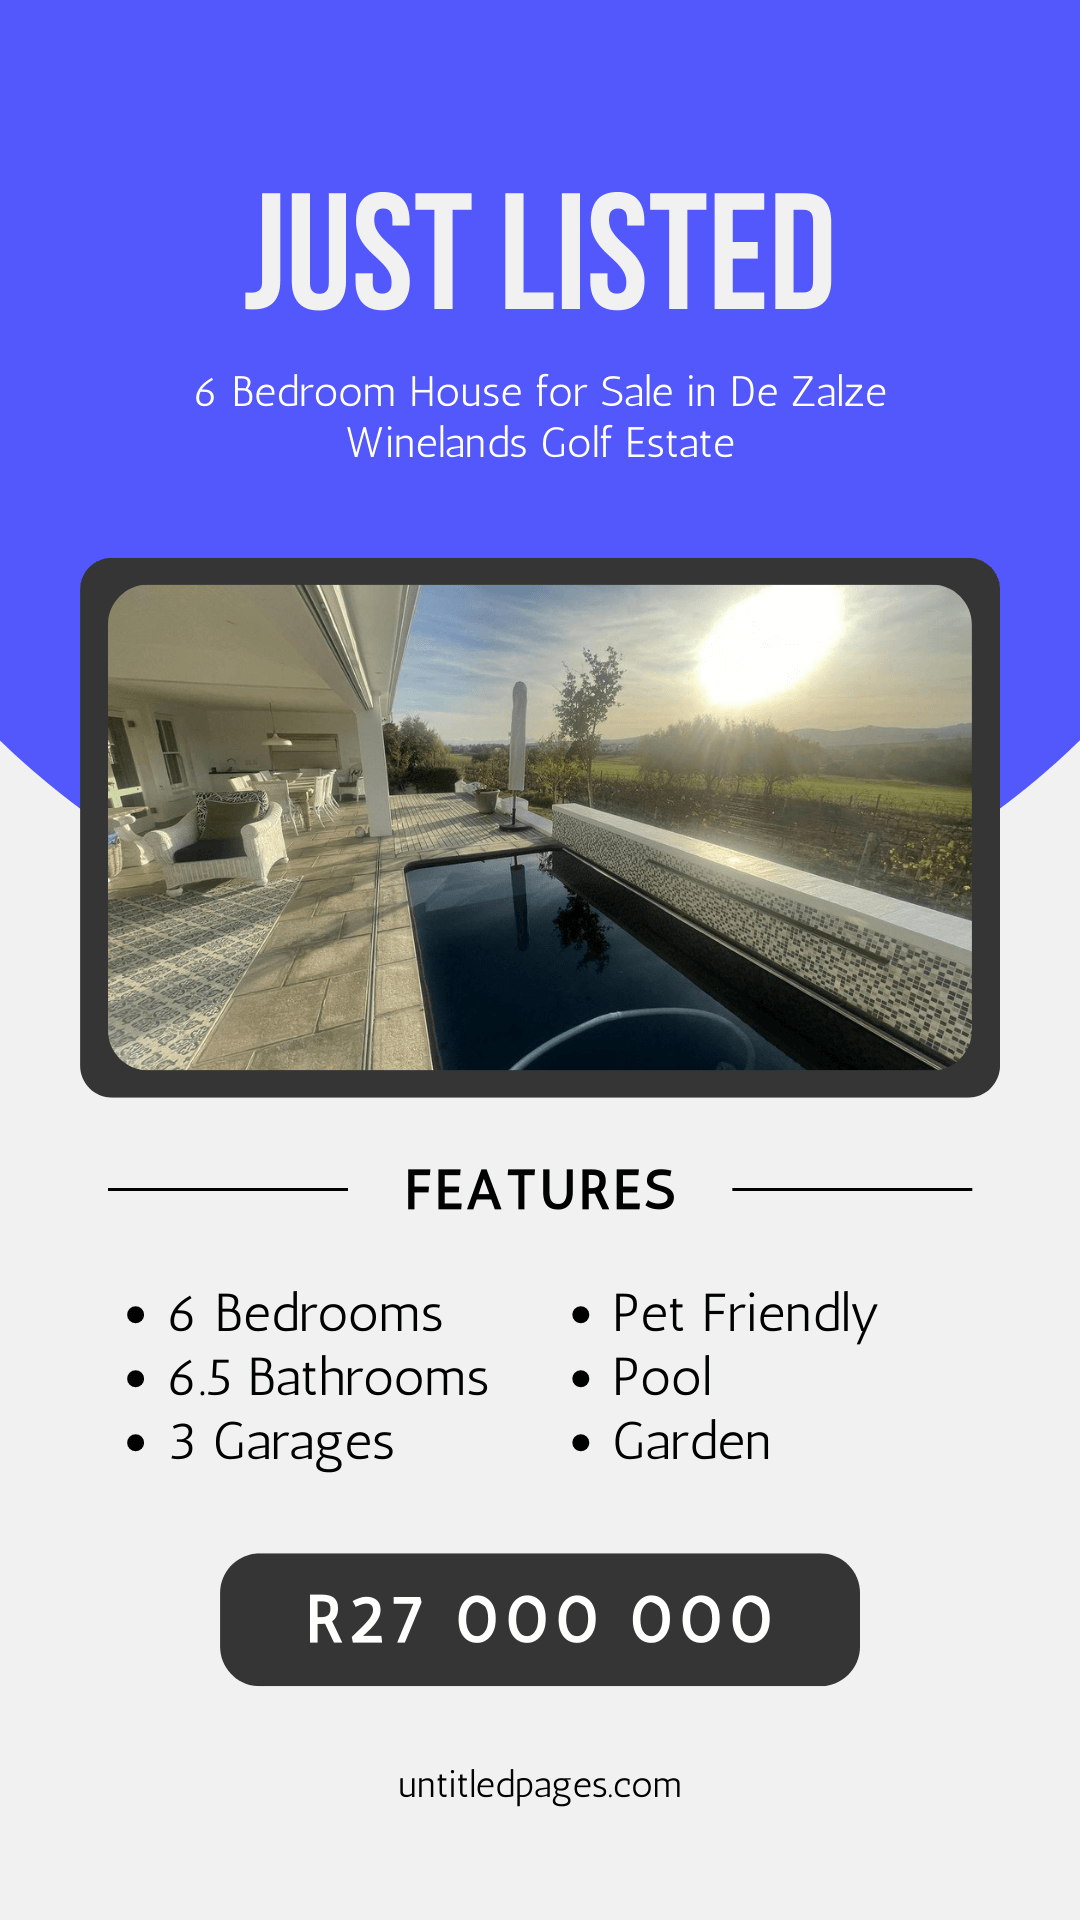 JUST LISTED
6 Bedroom House for Sale in De Zalze
Winelands Golf Estate
FEATURES
• 6 Bedrooms
• 6.5 Bathrooms
• 3 Garages
• Pet Friendly
• Pool
• Garden
R27 000 000
untitledpages.com